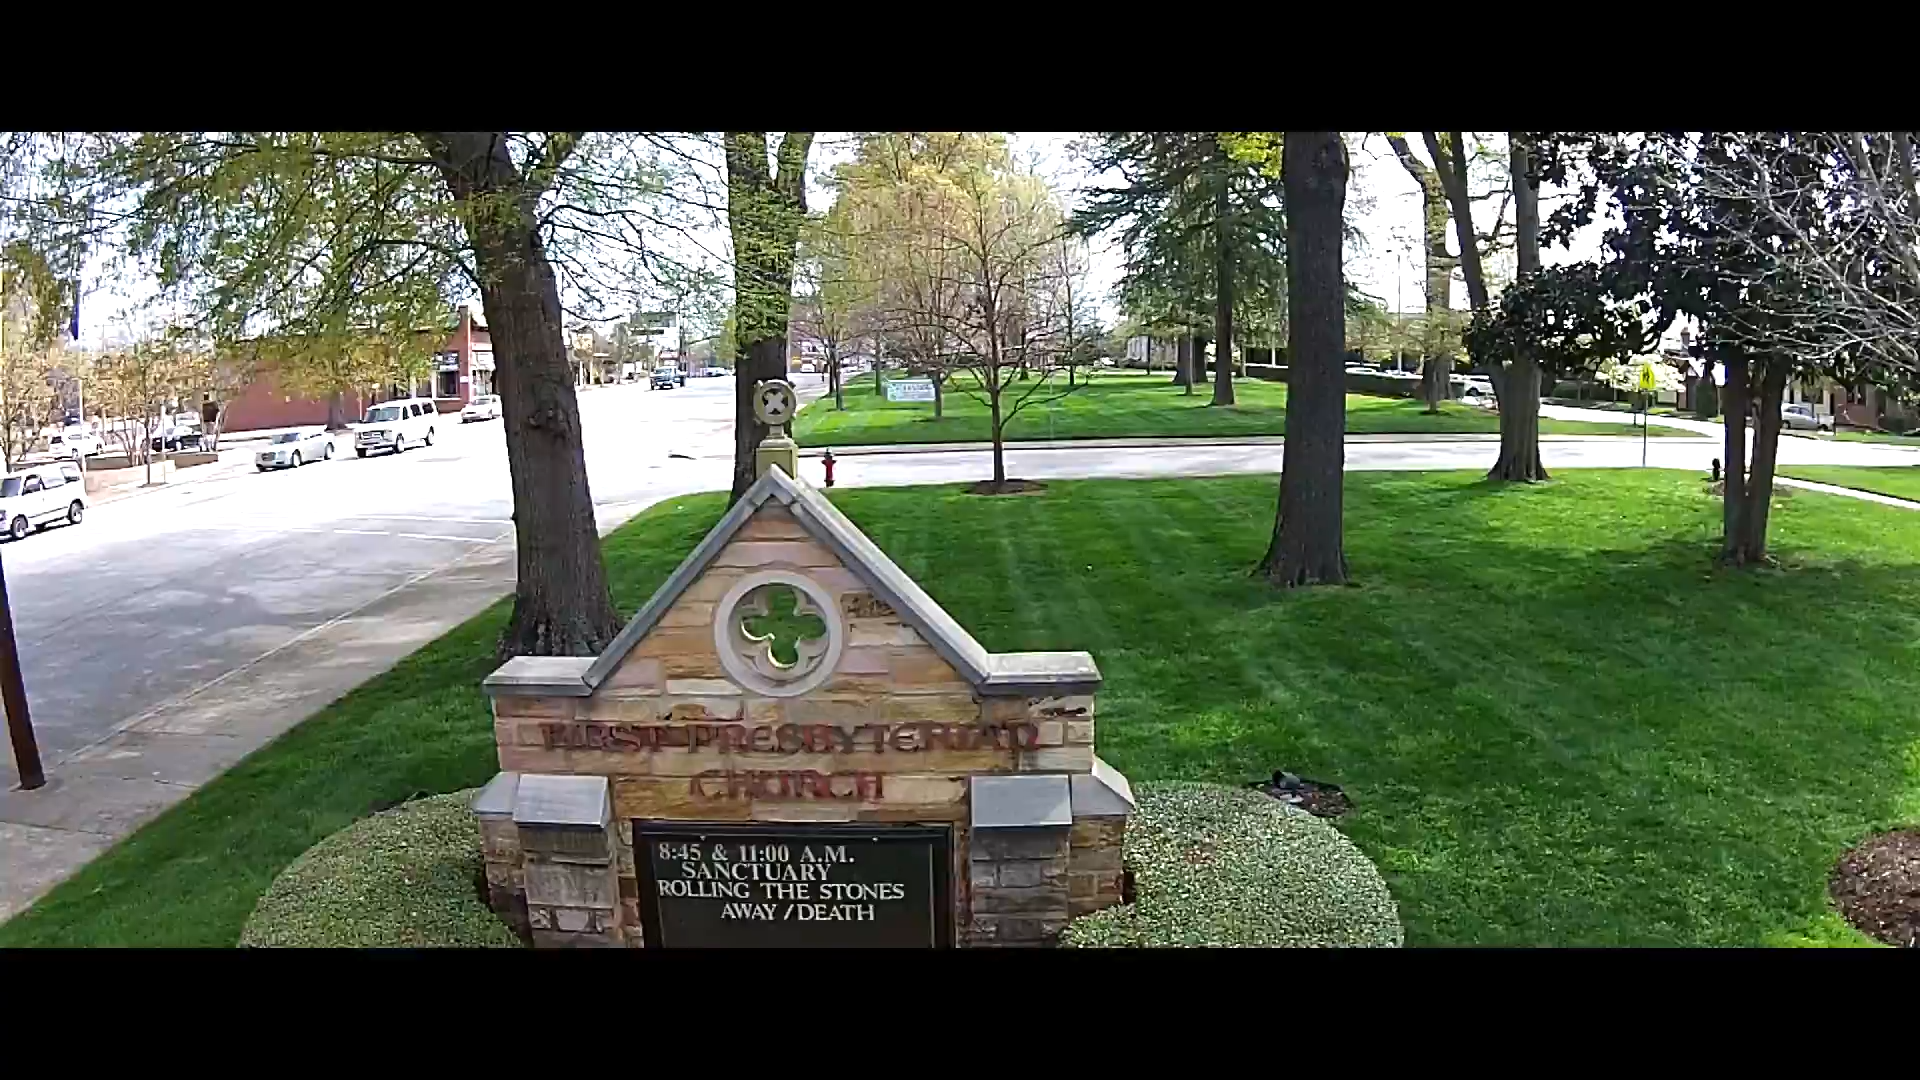 FIRST PRESBYTERIAN
CHURCH
8:45 & 11:00 A.M.
SANCTUARY
ROLLING THE STONES
AWAY/DEATH